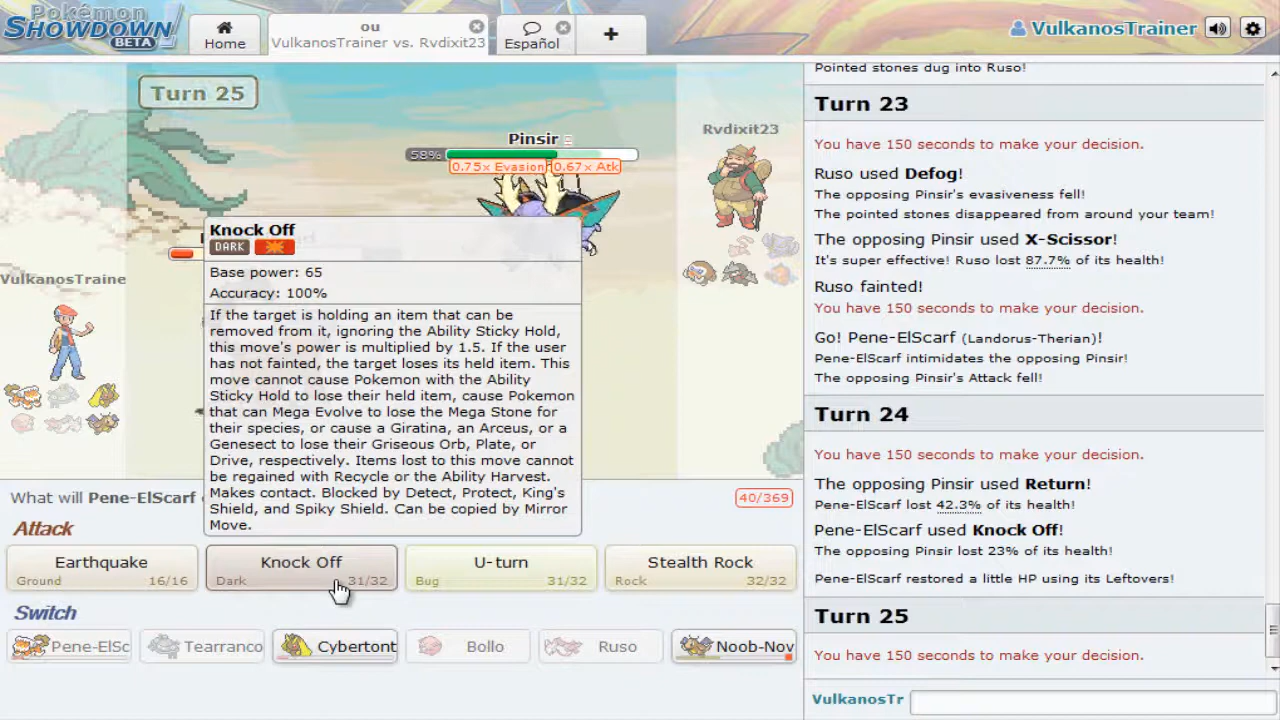 Pokémon
SHOWDOWN!
BETA
Home
ou
VulkanosTrainer vs. Rvdixit23
Español
+
VulkanosTrainer
Turn 25
Pinsir
58%
0.75x Evasion 0.67x Atk
Rvdixit23
VulkanosTraine
Knock Off
DARK
Base power: 65
Accuracy: 100%
If the target is holding an item that can be
removed from it, ignoring the Ability Sticky Hold,
this move's power is multiplied by 1.5. If the user
has not fainted, the target loses its held item. This
move cannot cause Pokemon with the Ability
Sticky Hold to lose their held item, cause Pokemon
that can Mega Evolve to lose the Mega Stone for
their species, or cause a Giratina, an Arceus, or a
Genesect to lose their Griseous Orb, Plate, or
Drive, respectively. Items lost to this move cannot
be regained with Recycle or the Ability Harvest.
Makes contact. Blocked by Detect, Protect, King's
Shield, and Spiky Shield. Can be copied by Mirror
Move.
What will Pene-ElScarf
40/369
Attack
Earthquake
Ground 16/16
Knock Off
Dark 31/32
U-turn
Bug 31/32
Stealth Rock
Rock 32/32
Switch
Pene-ElSc
Tearranco
Cybertont
Bollo
Ruso
Noob-Nov
Pointed stones dug into Ruso!
Turn 23
You have 150 seconds to make your decision.
Ruso used Defog!
The opposing Pinsir's evasiveness fell!
The pointed stones disappeared from around your team!
The opposing Pinsir used X-Scissor!
It's super effective! Ruso lost 87.7% of its health!
Ruso fainted!
You have 150 seconds to make your decision.
Go! Pene-ElScarf (Landorus-Therian)!
Pene-ElScarf intimidates the opposing Pinsir!
The opposing Pinsir's Attack fell!
Turn 24
You have 150 seconds to make your decision.
The opposing Pinsir used Return!
Pene-ElScarf lost 42.3% of its health!
Pene-ElScarf used Knock Off!
The opposing Pinsir lost 23% of its health!
Pene-ElScarf restored a little HP using its Leftovers!
Turn 25
You have 150 seconds to make your decision.
VulkanosTr